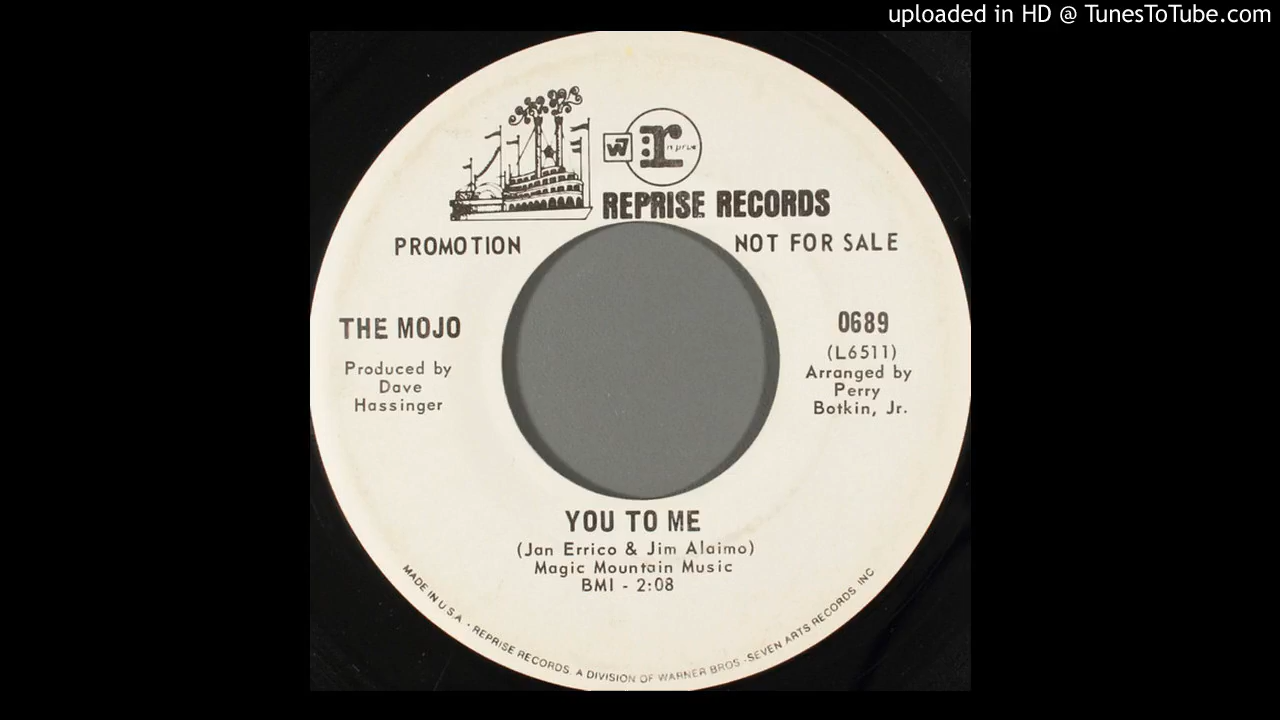 uploaded in HD @ TunesToTube.com
W7
r
reprise
REPRISE RECORDS
PROMOTION
NOT FOR SALE
THE MOJO
Produced by
Dave
Hassinger
0689
(L6511)
Arranged by
Perry
Botkin, Jr.
YOU TO ME
(Jan Errico & Jim Alaimo)
Magic Mountain Music
BMI - 2:08
MADE IN U.S.A. - REPRISE RECORDS. A DIVISION OF WARNER BROS.-SEVEN ARTS RECORDS, INC